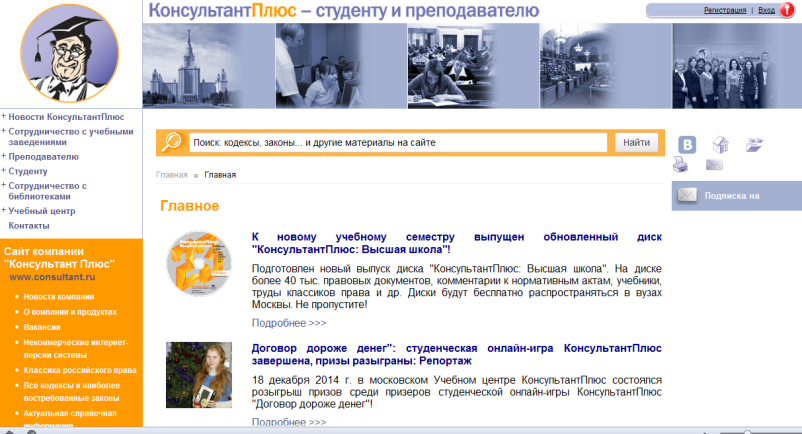 КонсультантПлюс – студенту и преподавателю
Регистрация | Вход
+ Новости КонсультантПлюс
+ Сотрудничество с учебными
заведениями
+ Преподавателю
+ Студенту
+ Сотрудничество с
библиотеками
+ Учебный центр
Контакты
Сайт компании
"Консультант Плюс"
www.consultant.ru
• Новости компании
• О компании и продуктах
• Вакансии
• Некоммерческие интернет-
версии системы
• Классика российского права
• Все кодексы и наиболее
востребованные законы
• Актуальная справочная
информация
Поиск: кодексы, законы... и другие материалы на сайте
Найти
Главная Главная
Главное
К новому учебному семестру выпущен обновленный диск
"КонсультантПлюс: Высшая школа"!
Подготовлен новый выпуск диска "КонсультантПлюс: Высшая школа". На диске
более 40 тыс. правовых документов, комментарии к нормативным актам, учебники,
труды классиков права и др. Диски будут бесплатно распространяться в вузах
Москвы. Не пропустите!
Подробнее >>>
Договор дороже денег": студенческая онлайн-игра КонсультантПлюс
завершена, призы разыграны: Репортаж
18 декабря 2014 г. в московском Учебном центре КонсультантПлюс состоялся
розыгрыш призов среди призеров студенческой онлайн-игры КонсультантПлюс
"Договор дороже денег"!
Подробнее >>>
В
Подписка на